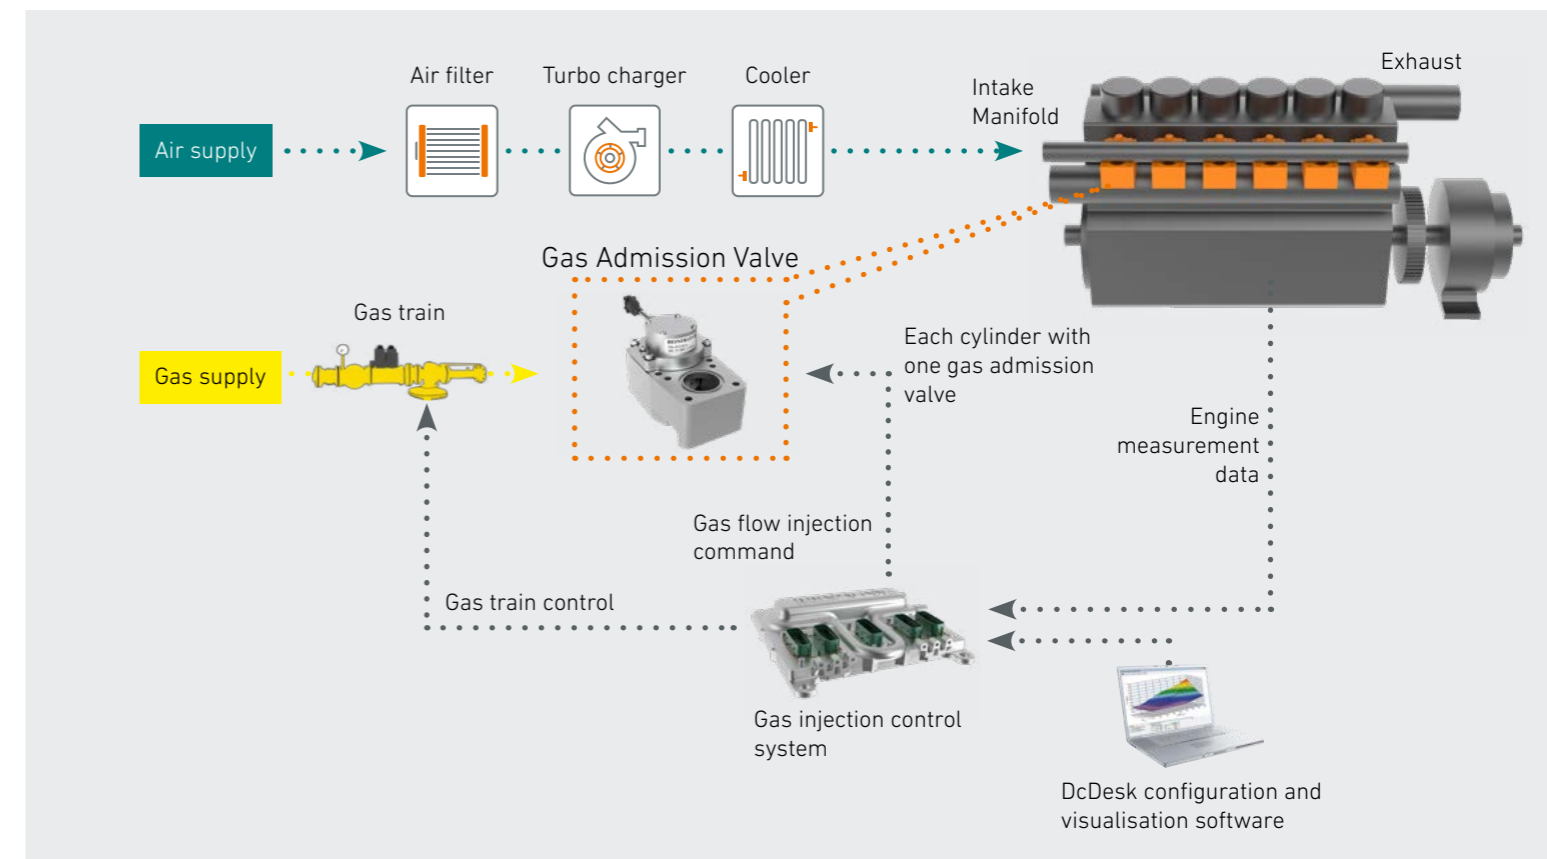 Air filter
Turbo charger
Cooler
Exhaust
Intake
Manifold
Air supply
Gas Admission Valve
Gas train
Each cylinder with
one gas admission
valve
Gas supply
Engine
measurement
data
Gas flow injection
command
Gas train control
Gas injection control
system
DcDesk configuration and
visualisation software